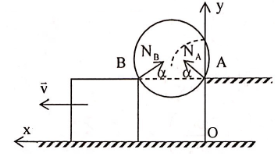 y
N_B N_A
B α α A
v⃗
x O